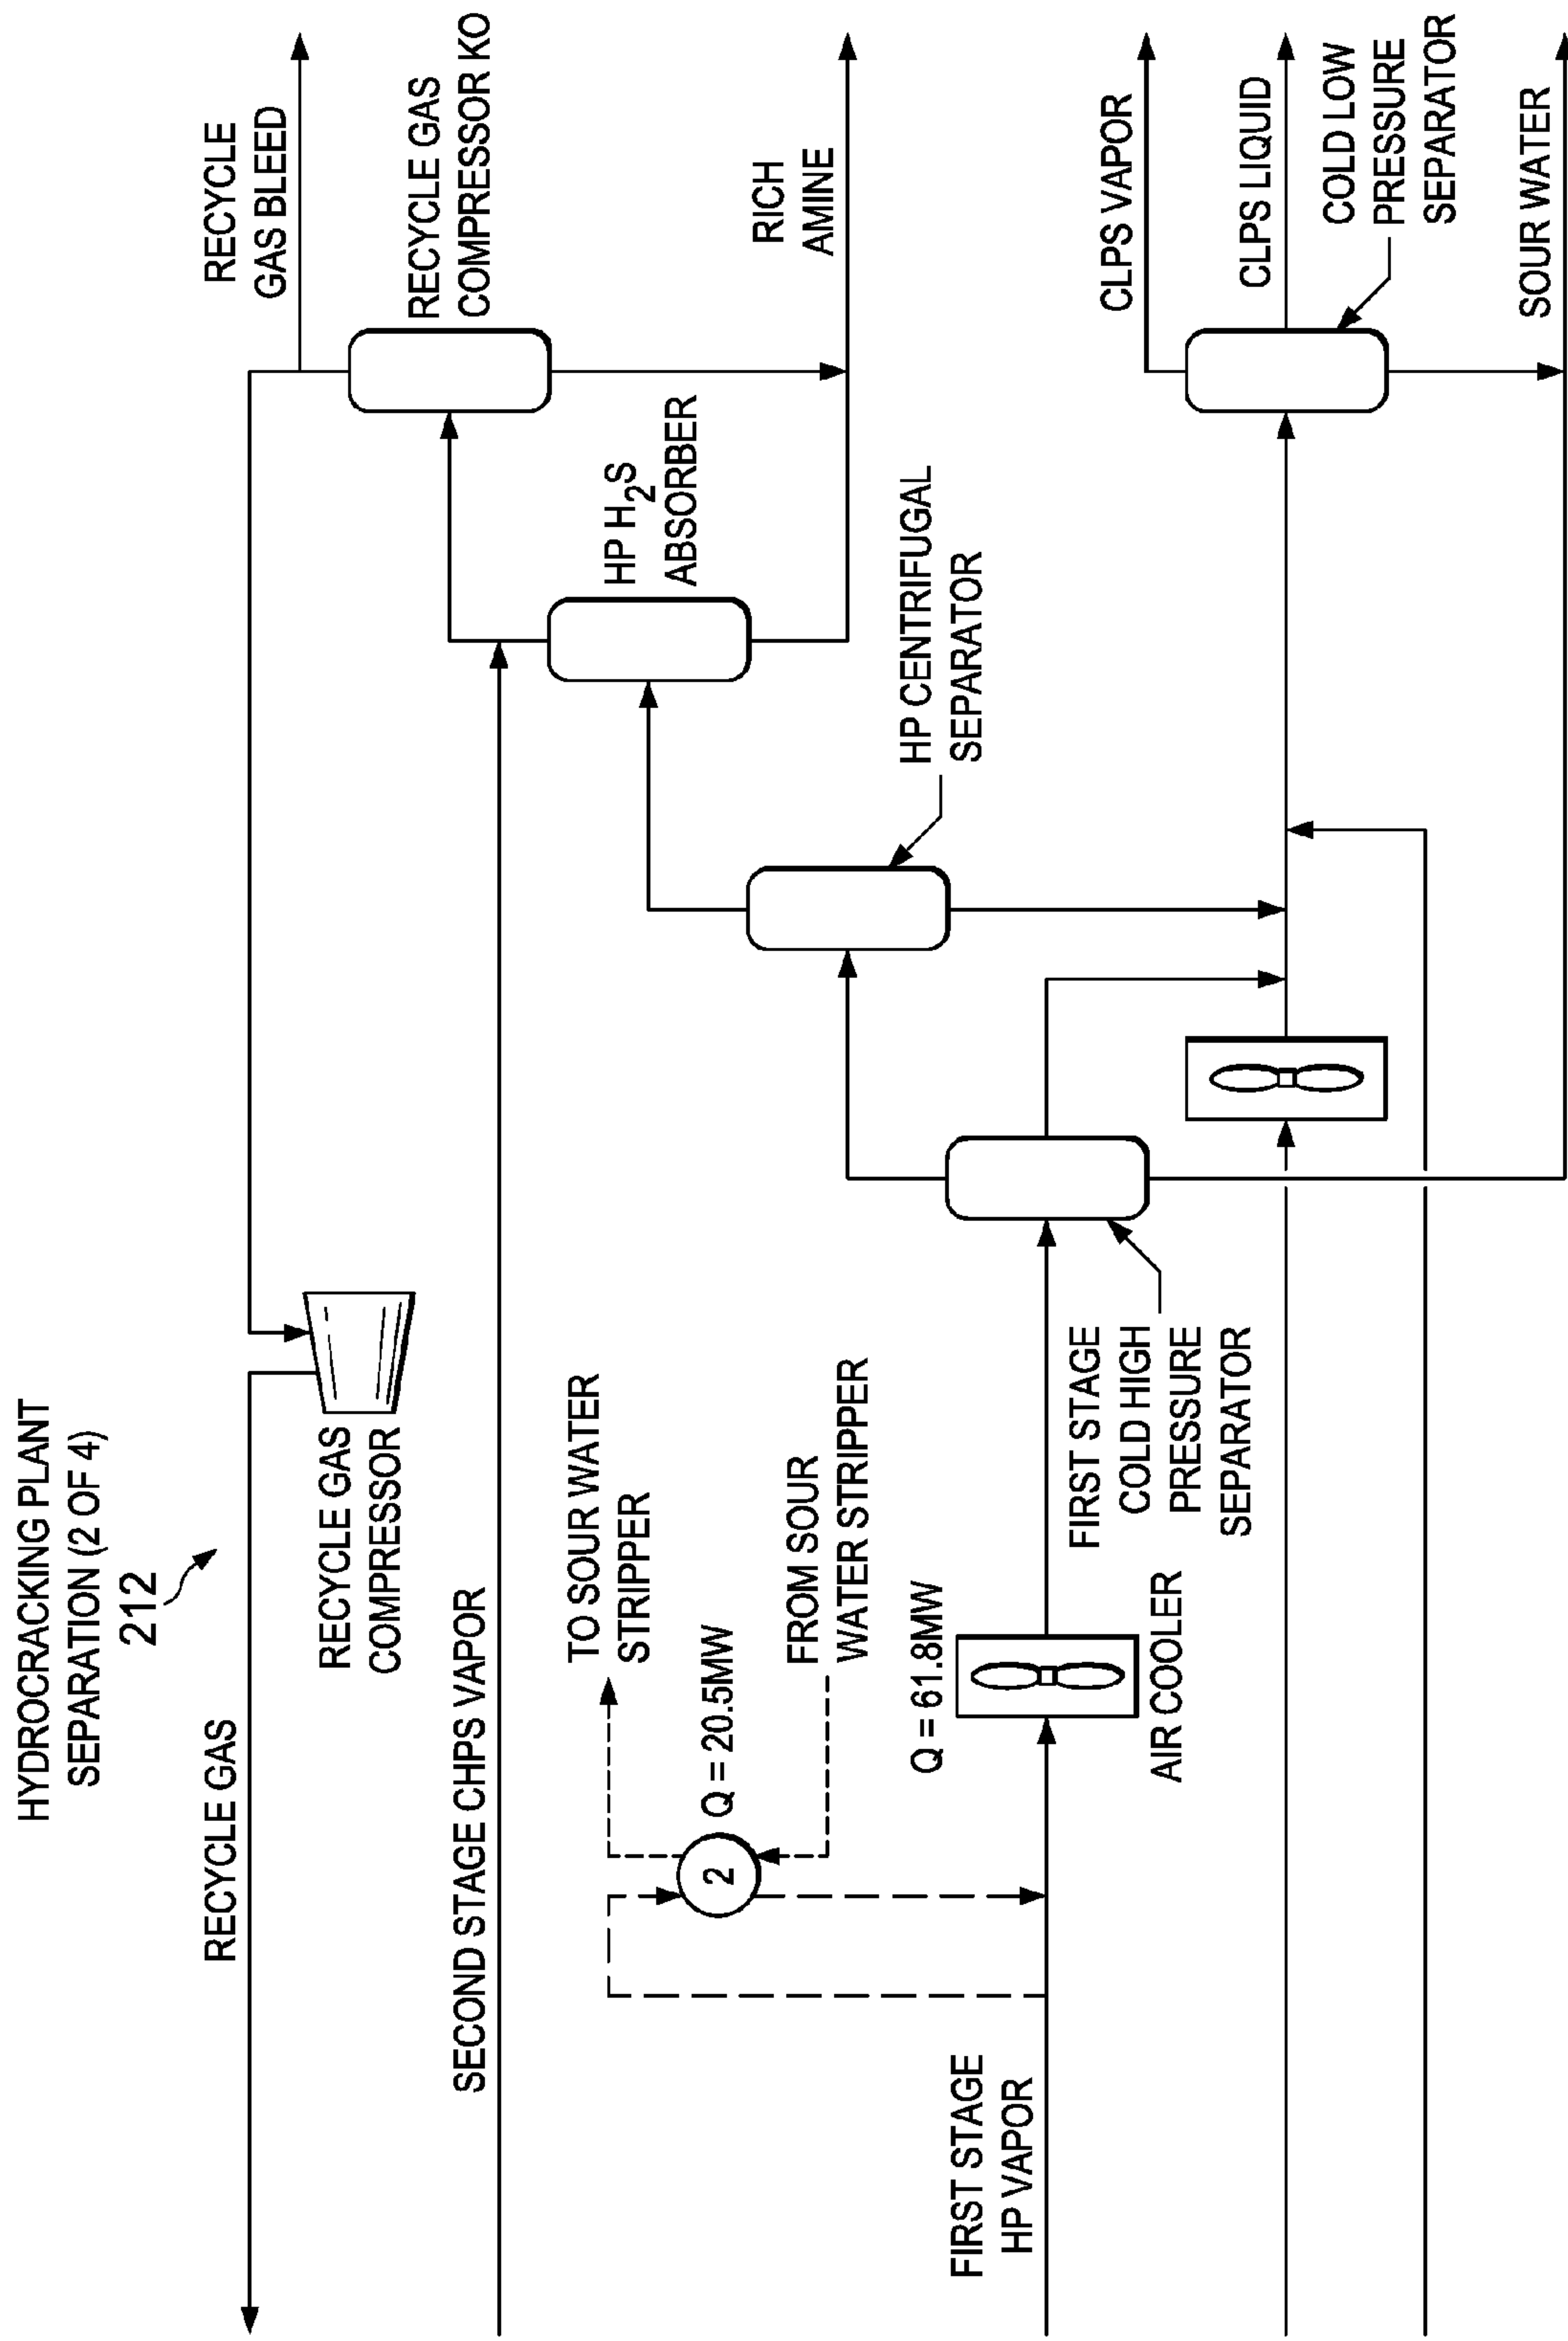 HYDROCRACKING PLANT
SEPARATION (2 OF 4)
212
RECYCLE GAS
RECYCLE GAS
COMPRESSOR
RECYCLE
GAS BLEED
RECYCLE GAS
COMPRESSOR KO
SECOND STAGE CHPS VAPOR
TO SOUR WATER
STRIPPER
2
Q = 20.5MW
FROM SOUR
WATER STRIPPER
HP H2S
ABSORBER
RICH
AMINE
FIRST STAGE
HP VAPOR
Q = 61.8MW
AIR COOLER
FIRST STAGE
COLD HIGH
PRESSURE
SEPARATOR
HP CENTRIFUGAL
SEPARATOR
CLPS VAPOR
CLPS LIQUID
COLD LOW
PRESSURE
SEPARATOR
SOUR WATER